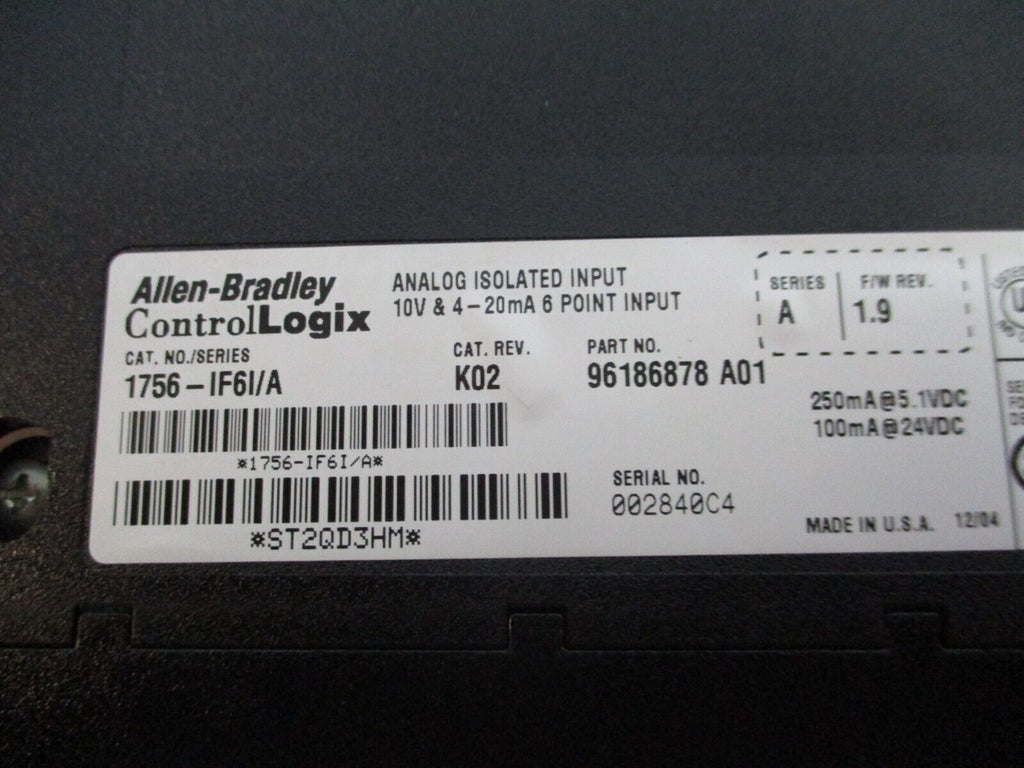 Allen-Bradley
ControlLogix
ANALOG ISOLATED INPUT
10V & 4-20mA 6 POINT INPUT
SERIES
A
F/W REV.
1.9
CAT. NO./SERIES
1756-IF6I/A
CAT. REV.
K02
PART NO.
96186878 A01
250mA@5.1VDC
100mA@24VDC
*1756-IF6I/A*
SERIAL NO.
002840C4
*ST2QD3HM*
MADE IN U.S.A. 12/04